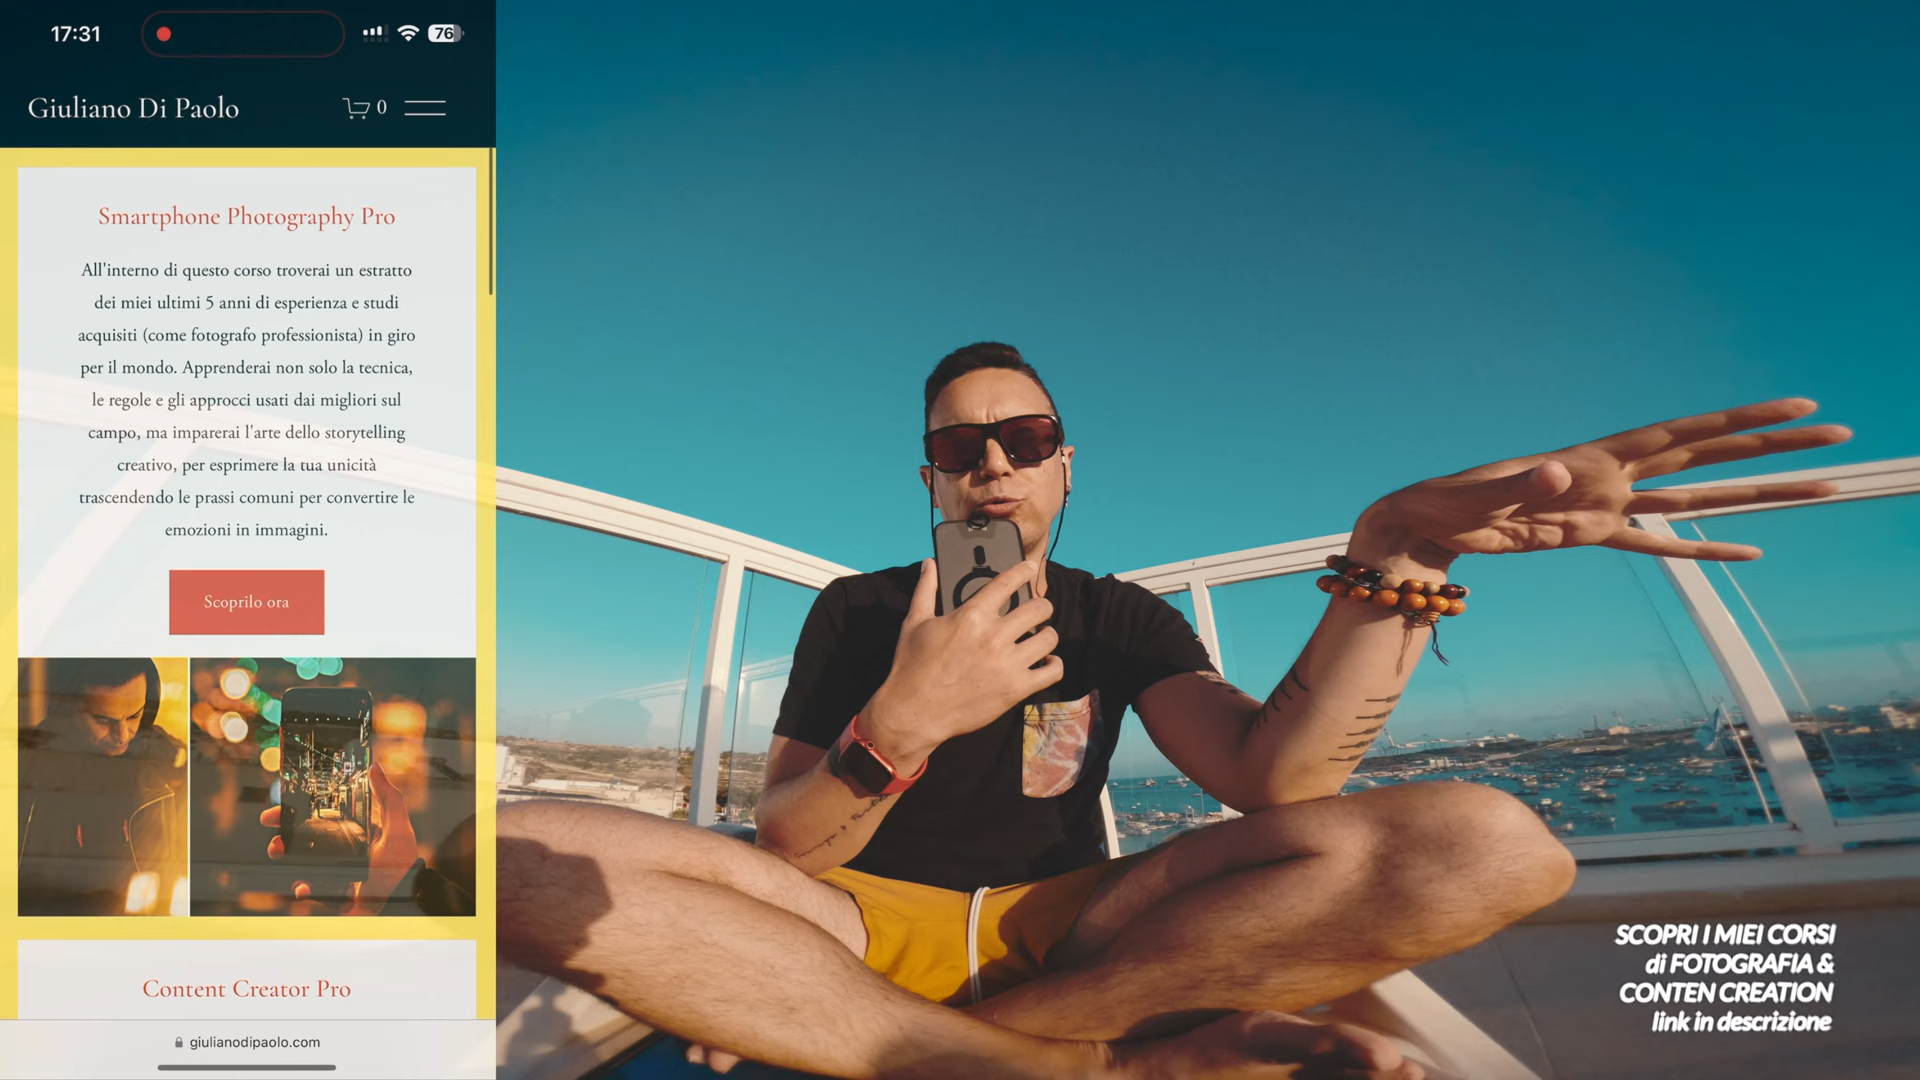 17:31
76
Giuliano Di Paolo
0
Smartphone Photography Pro
All'interno di questo corso troverai un estratto
dei miei ultimi 5 anni di esperienza e studi
acquisiti (come fotografo professionista) in giro
per il mondo. Apprenderai non solo la tecnica,
le regole e gli approcci usati dai migliori sul
campo, ma imparerai l'arte dello storytelling
creativo, per esprimere la tua unicità
trascendendo le prassi comuni per convertire le
emozioni in immagini.
Scoprilo ora
Content Creator Pro
giulianodipaolo.com
SCOPRI I MIEI CORSI
di FOTOGRAFIA &
CONTEN CREATION
link in descrizione